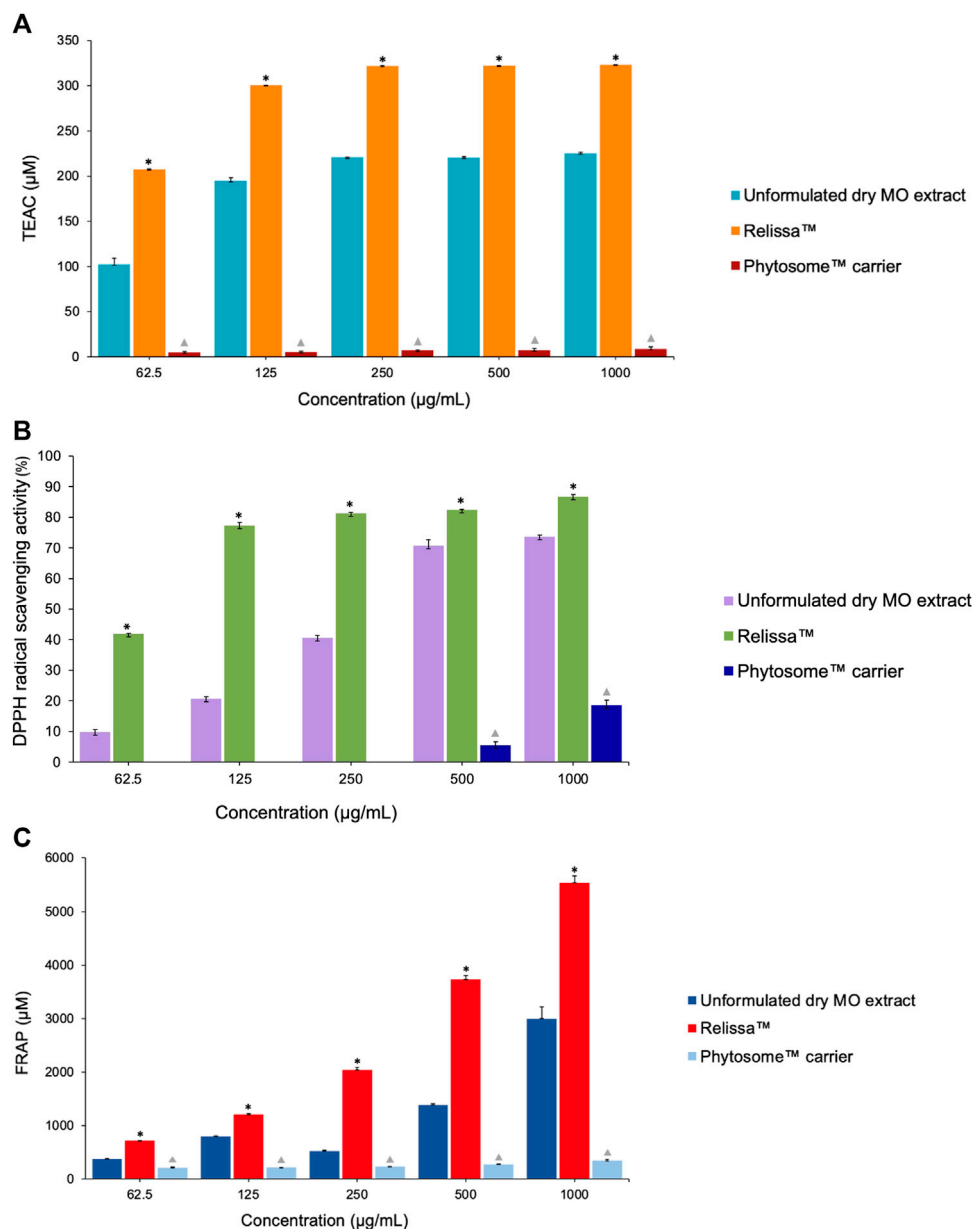 A
350
300
250
200
150
100
50
0
TEAC (µM)
* * * * *
▲ ▲ ▲ ▲ ▲
62.5 125 250 500 1000
Concentration (µg/mL)
Unformulated dry MO extract
Relissa™
Phytosome™ carrier
B
100
90
80
70
60
50
40
30
20
10
0
DPPH radical scavenging activity (%)
* * * * *
▲ ▲
62.5 125 250 500 1000
Concentration (µg/mL)
Unformulated dry MO extract
Relissa™
Phytosome™ carrier
C
6000
5000
4000
3000
2000
1000
0
FRAP (µM)
* * * * *
▲ ▲ ▲ ▲ ▲
62.5 125 250 500 1000
Concentration (µg/mL)
Unformulated dry MO extract
Relissa™
Phytosome™ carrier